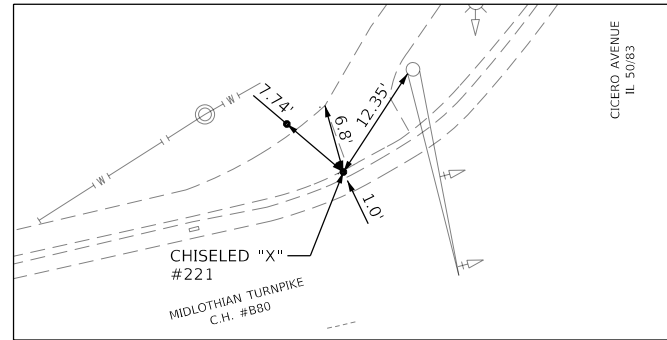 CICERO AVENUE
IL 50/83
7.74'
6.8'
12.35'
1.0'
W
W
CHISELED "X"
#221
MIDLOTHIAN TURNPIKE
C.H. #B80